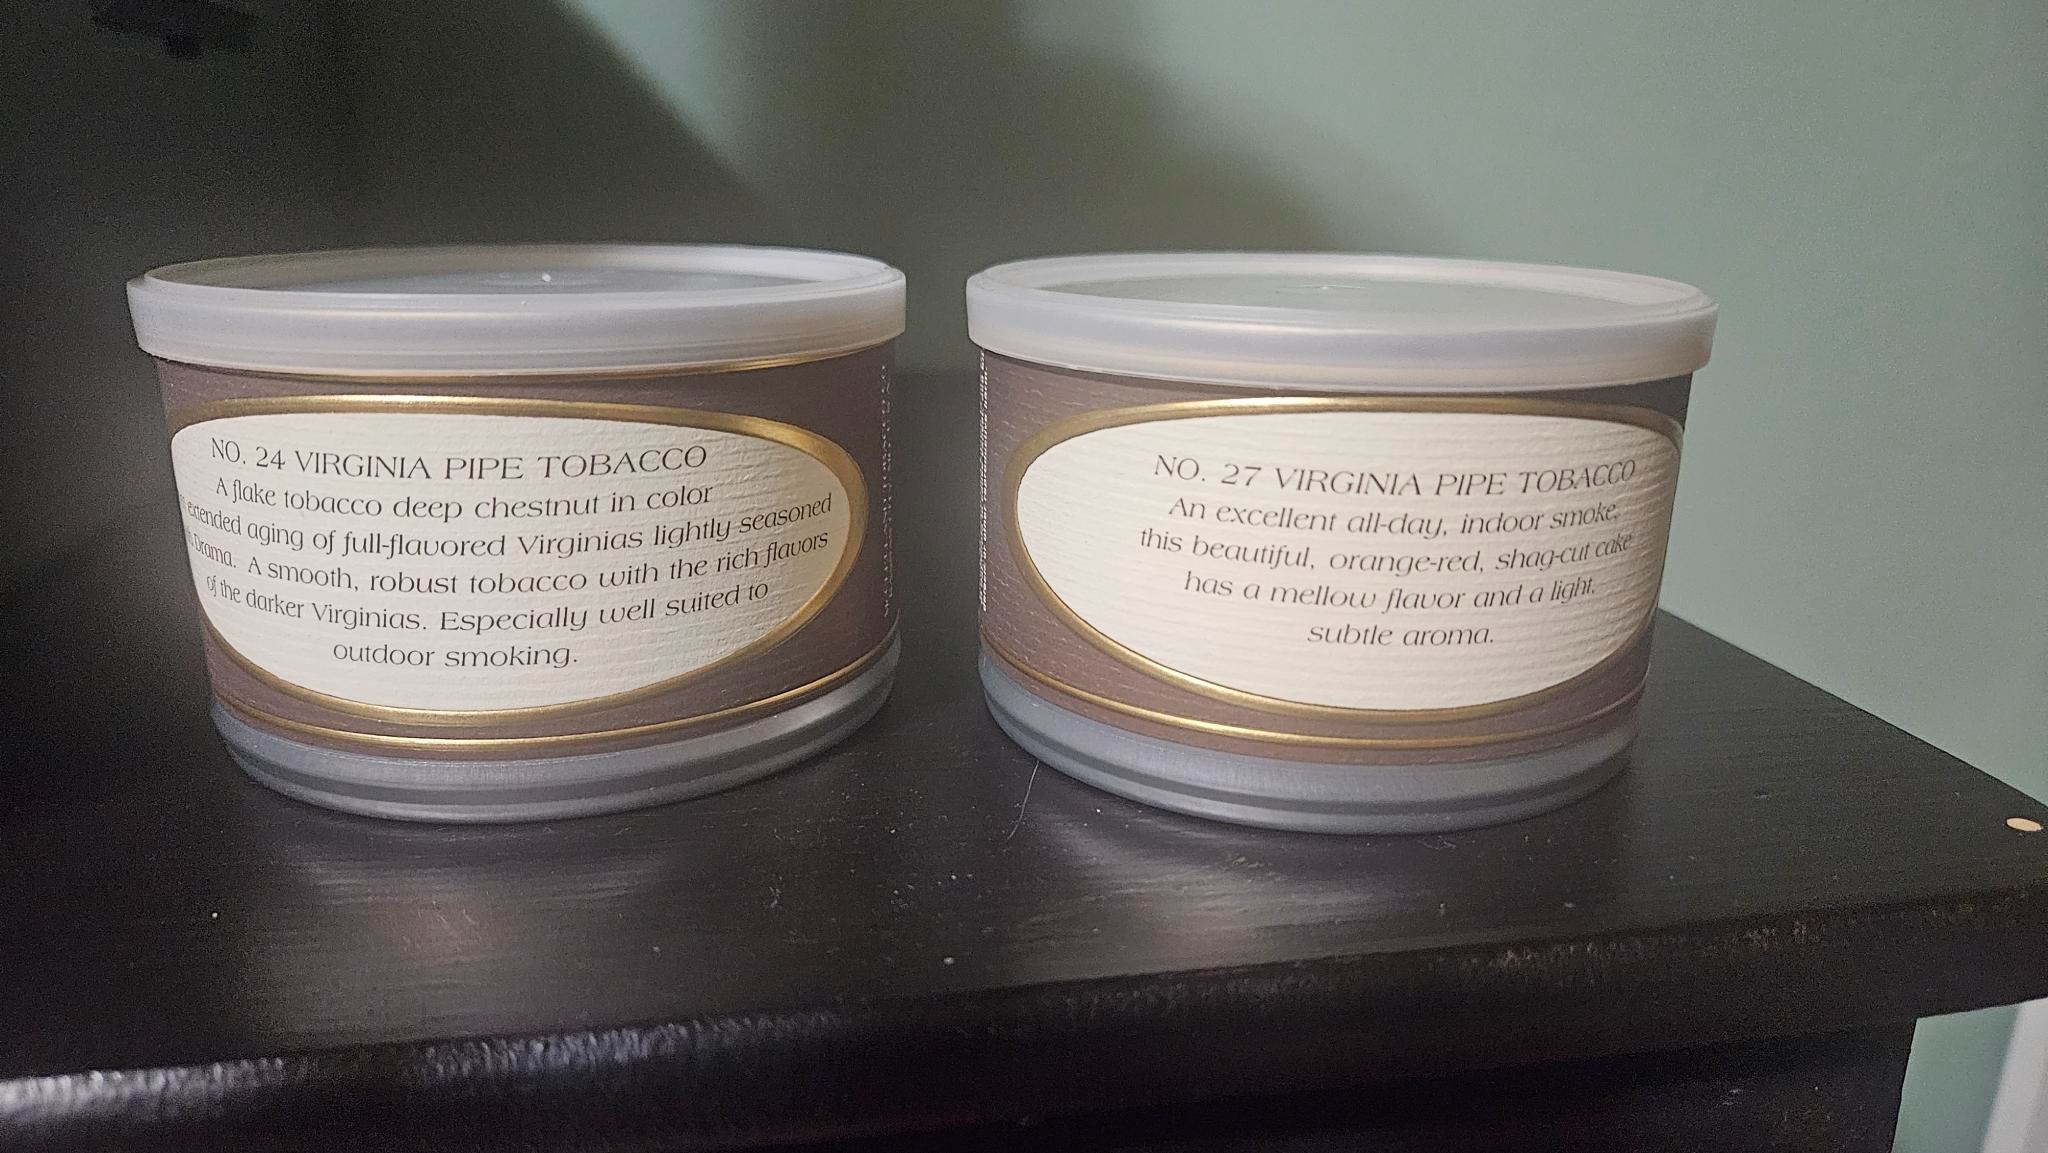 NO. 24 VIRGINIA PIPE TOBACCO
A flake tobacco deep chestnut in color
extended aging of full-flavored Virginias lightly seasoned
Drama. A smooth, robust tobacco with the rich flavors
of the darker Virginias. Especially well suited to
outdoor smoking.
NO. 27 VIRGINIA PIPE TOBACCO
An excellent all-day, indoor smoke,
this beautiful, orange-red, shag-cut cake
has a mellow flavor and a light,
subtle aroma.